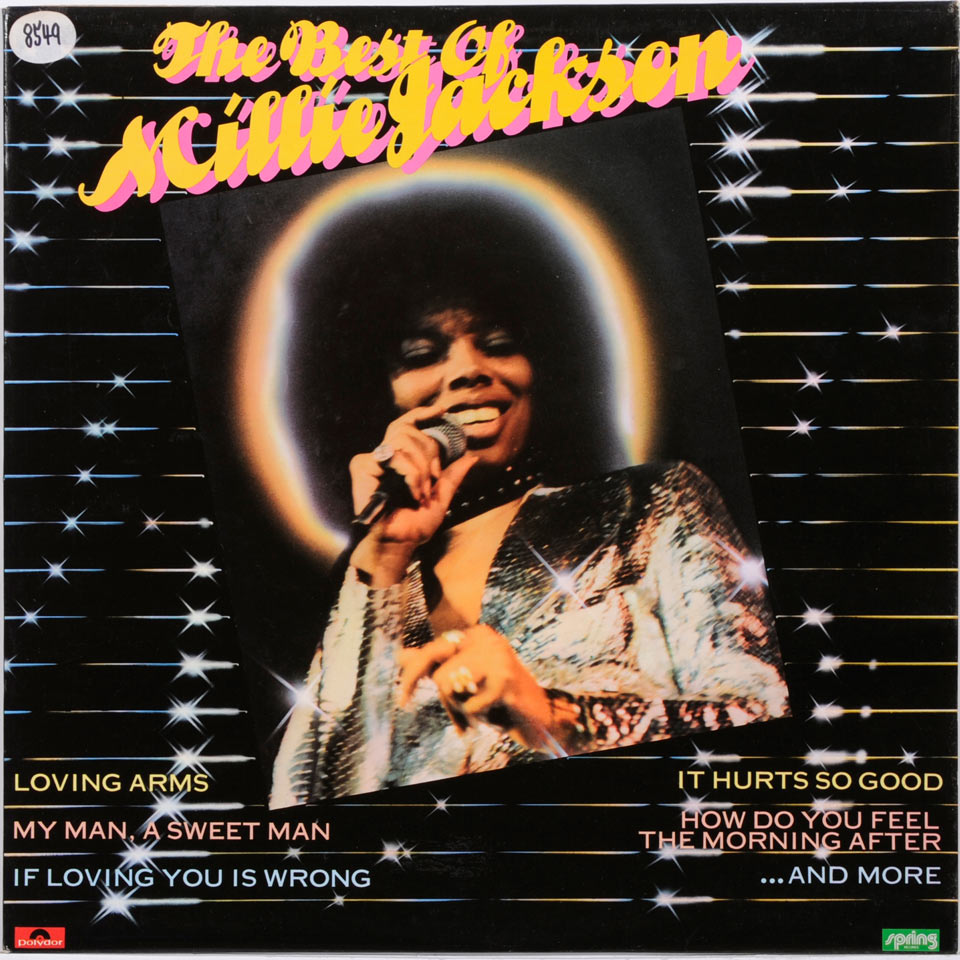 8549
The Best Of
Millie Jackson
LOVING ARMS
MY MAN, A SWEET MAN
IF LOVING YOU IS WRONG
IT HURTS SO GOOD
HOW DO YOU FEEL
THE MORNING AFTER
...AND MORE
polydor
spring
RECORDS